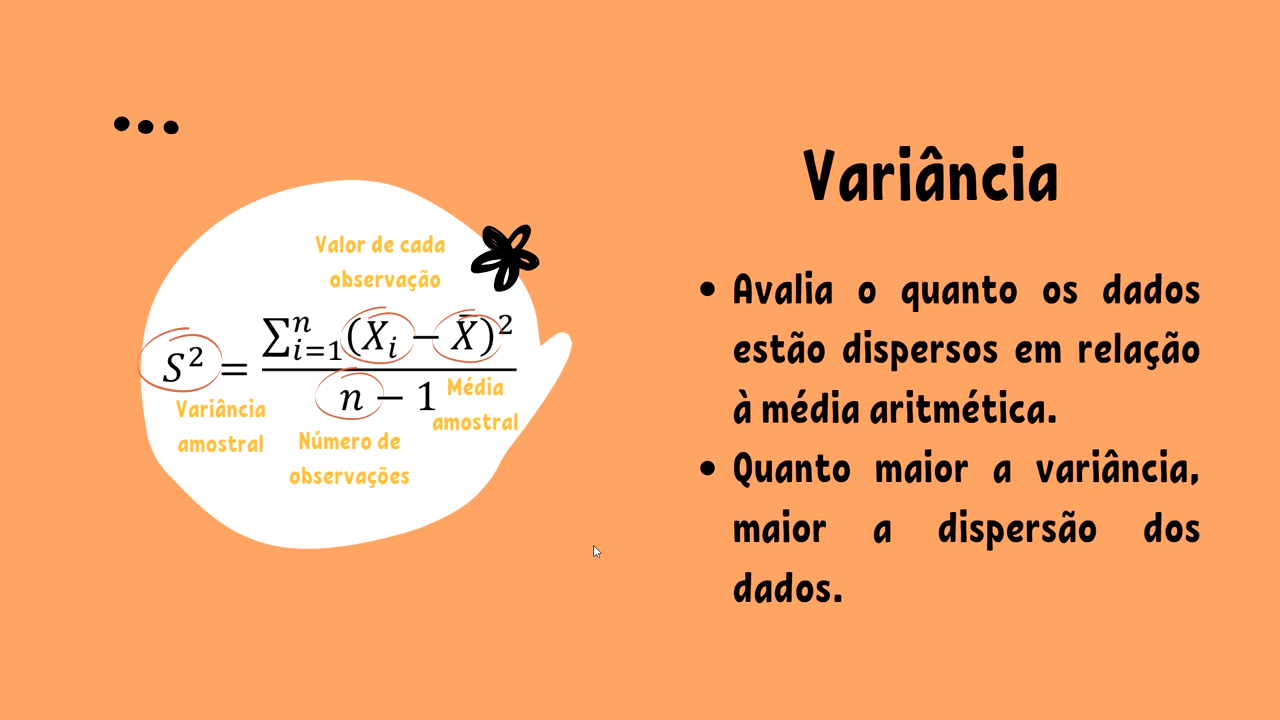 Variância
• Avalia o quanto os dados
estão dispersos em relação
à média aritmética.
• Quanto maior a variância,
maior a dispersão dos
dados.
Valor de cada
observação
S² = ∑ⁿᵢ₌₁(Xᵢ − X̄)² / n − 1
Variância
amostral
Número de
observações
Média
amostral